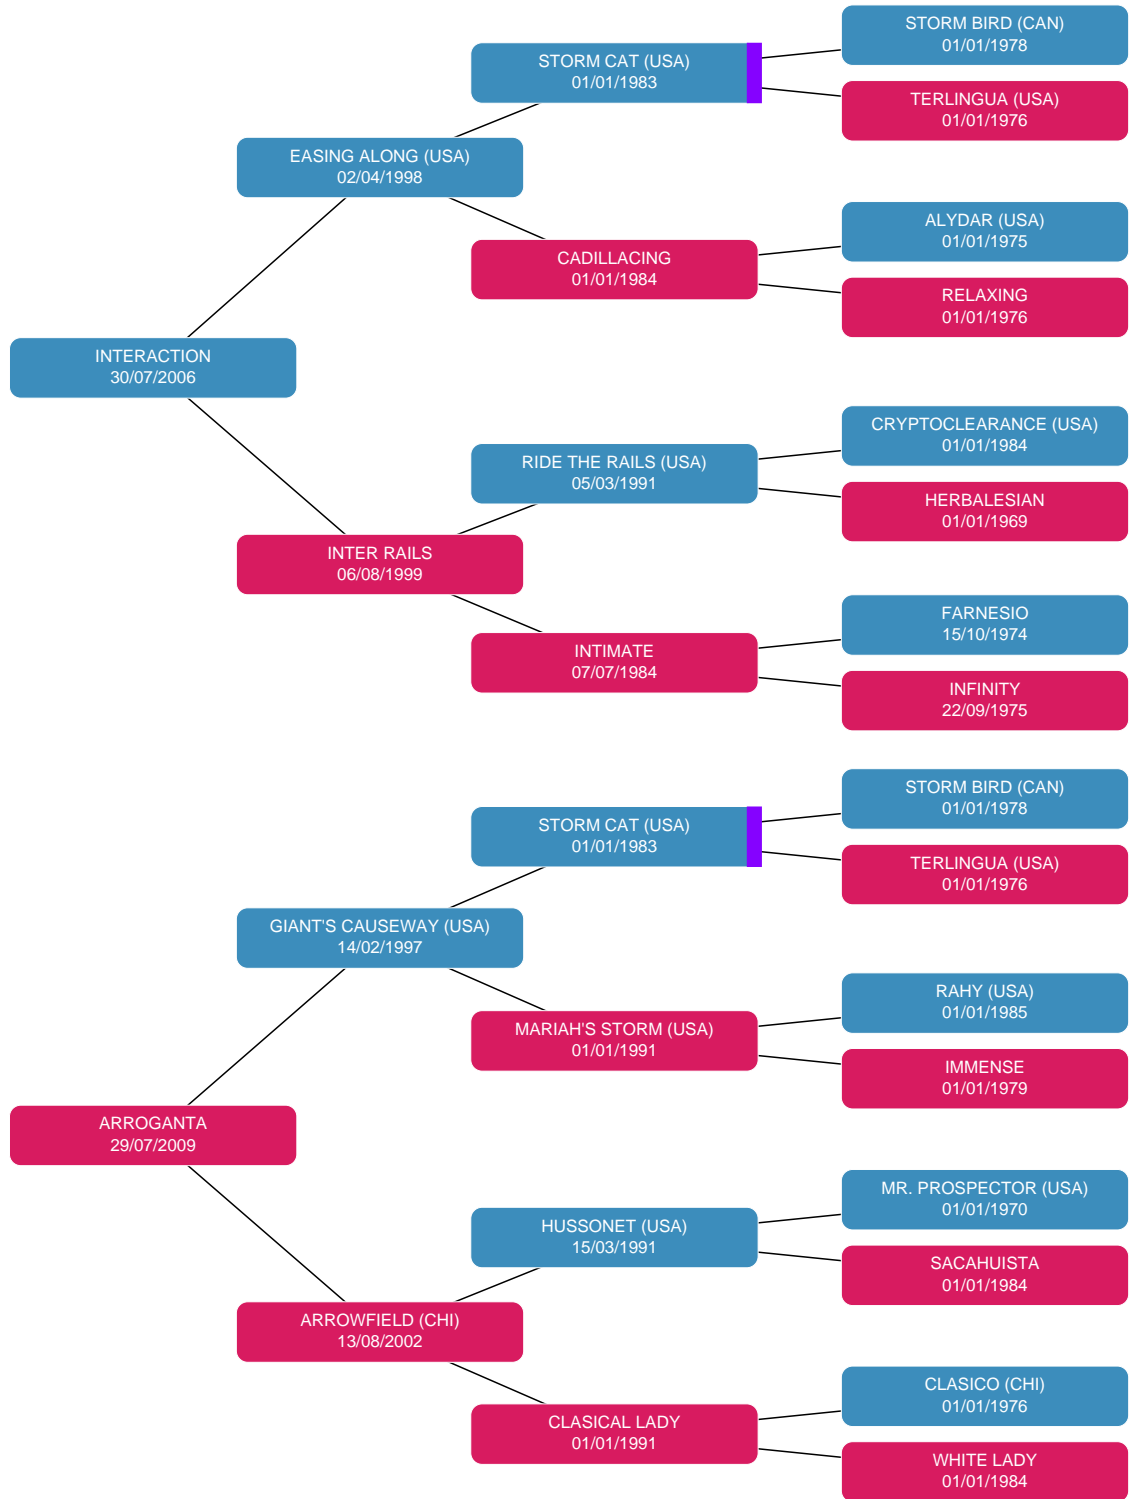 STORM BIRD (CAN)
01/01/1978
STORM CAT (USA)
01/01/1983
TERLINGUA (USA)
01/01/1976
EASING ALONG (USA)
02/04/1998
ALYDAR (USA)
01/01/1975
CADILLACING
01/01/1984
RELAXING
01/01/1976
INTERACTION
30/07/2006
CRYPTOCLEARANCE (USA)
01/01/1984
RIDE THE RAILS (USA)
05/03/1991
HERBALESIAN
01/01/1969
INTER RAILS
06/08/1999
FARNESIO
15/10/1974
INTIMATE
07/07/1984
INFINITY
22/09/1975
STORM BIRD (CAN)
01/01/1978
STORM CAT (USA)
01/01/1983
TERLINGUA (USA)
01/01/1976
GIANT'S CAUSEWAY (USA)
14/02/1997
RAHY (USA)
01/01/1985
MARIAH'S STORM (USA)
01/01/1991
IMMENSE
01/01/1979
ARROGANTA
29/07/2009
MR. PROSPECTOR (USA)
01/01/1970
HUSSONET (USA)
15/03/1991
SACAHUISTA
01/01/1984
ARROWFIELD (CHI)
13/08/2002
CLASICO (CHI)
01/01/1976
CLASICAL LADY
01/01/1991
WHITE LADY
01/01/1984